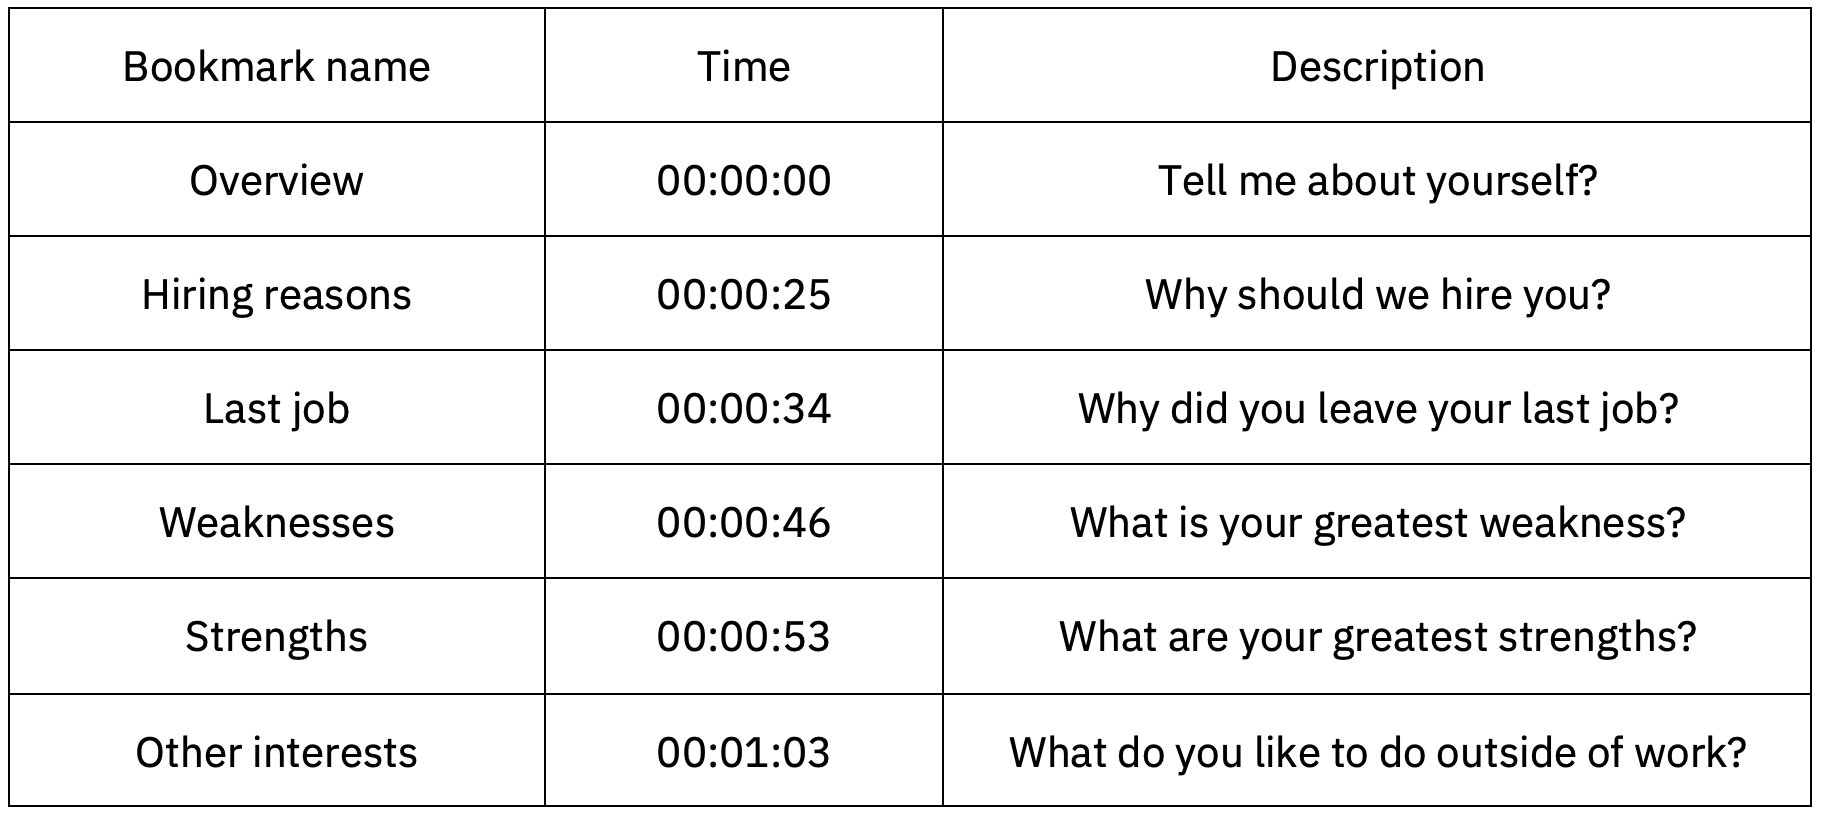 Bookmark name Time Description
Overview 00:00:00 Tell me about yourself?
Hiring reasons 00:00:25 Why should we hire you?
Last job 00:00:34 Why did you leave your last job?
Weaknesses 00:00:46 What is your greatest weakness?
Strengths 00:00:53 What are your greatest strengths?
Other interests 00:01:03 What do you like to do outside of work?